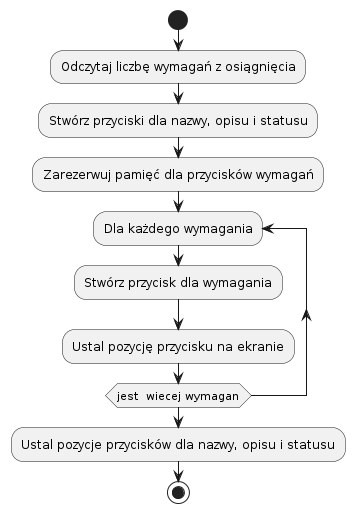 Odczytaj liczbę wymagań z osiągnięcia
Stwórz przyciski dla nazwy, opisu i statusu
Zarezerwuj pamięć dla przycisków wymagań
Dla każdego wymagania
Stwórz przycisk dla wymagania
Ustal pozycję przycisku na ekranie
jest wiecej wymagan
Ustal pozycje przycisków dla nazwy, opisu i statusu